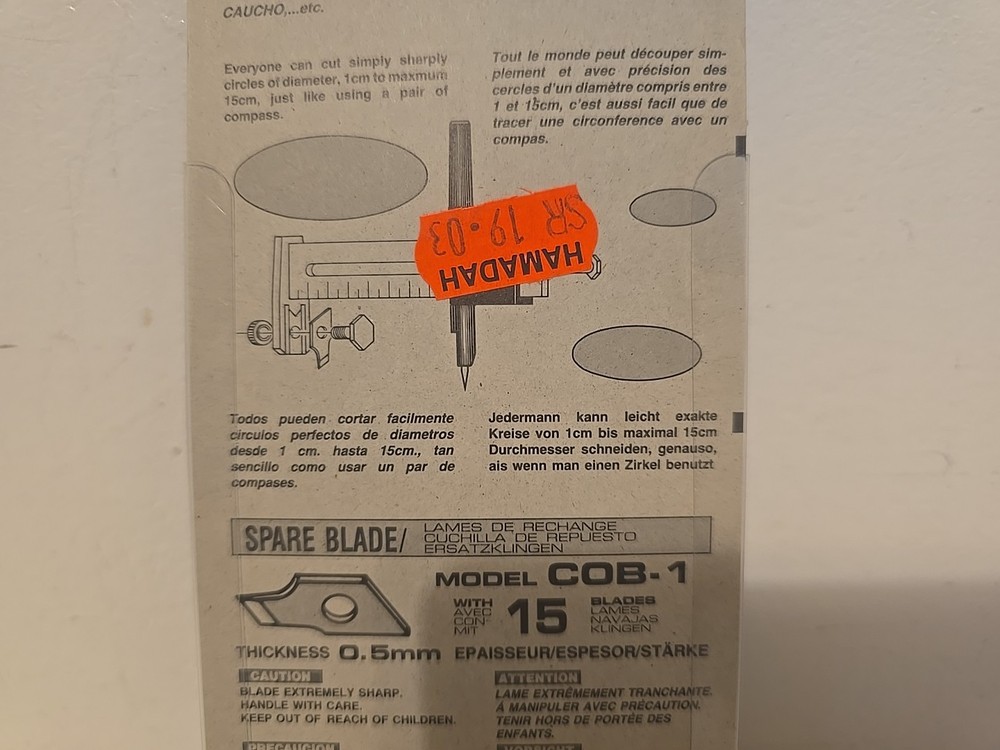 CAUCHO,...etc.
Everyone can cut simply sharply
circles of diameter, 1cm to maxmum
15cm, just like using a pair of
compass.
Tout le monde peut découper sim-
plement et avec précision des
cercles d'un diamètre compris entre
1 et 15cm, c'est aussi facil que de
tracer une circonference avec un
compas.
HAMADAH
SR 19.03
Todos pueden cortar facilmente
circulos perfectos de diametros
desde 1 cm. hasta 15cm., tan
sencillo como usar un par de
compases.
Jedermann kann leicht exakte
Kreise von 1cm bis maximal 15cm
Durchmesser schneiden, genauso,
ais wenn man einen Zirkel benutzt
SPARE BLADE/
LAMES DE RECHANGE
CUCHILLA DE REPUESTO
ERSATZKLINGEN
MODEL COB-1
WITH
AVEC
CON-
MIT
15
BLADES
LAMES
NAVAJAS
KLINGEN
THICKNESS 0.5mm EPAISSEUR/ESPESOR/STÄRKE
CAUTION
BLADE EXTREMELY SHARP.
HANDLE WITH CARE.
KEEP OUT OF REACH OF CHILDREN.
ATTENTION
LAME EXTRÊMEMENT TRANCHANTE.
Á MANIPULER AVEC PRÉCAUTION.
TENIR HORS DE PORTÉE DES
ENFANTS.
PRECAUCION
VORSICHT